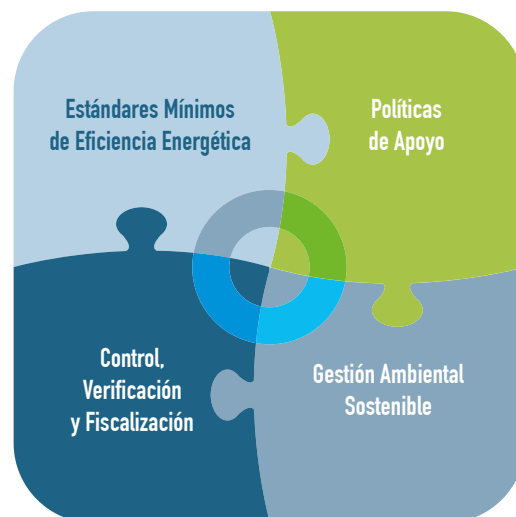 Estándares Mínimos
de Eficiencia Energética
Políticas
de Apoyo
Control,
Verificación
y Fiscalización
Gestión Ambiental
Sostenible